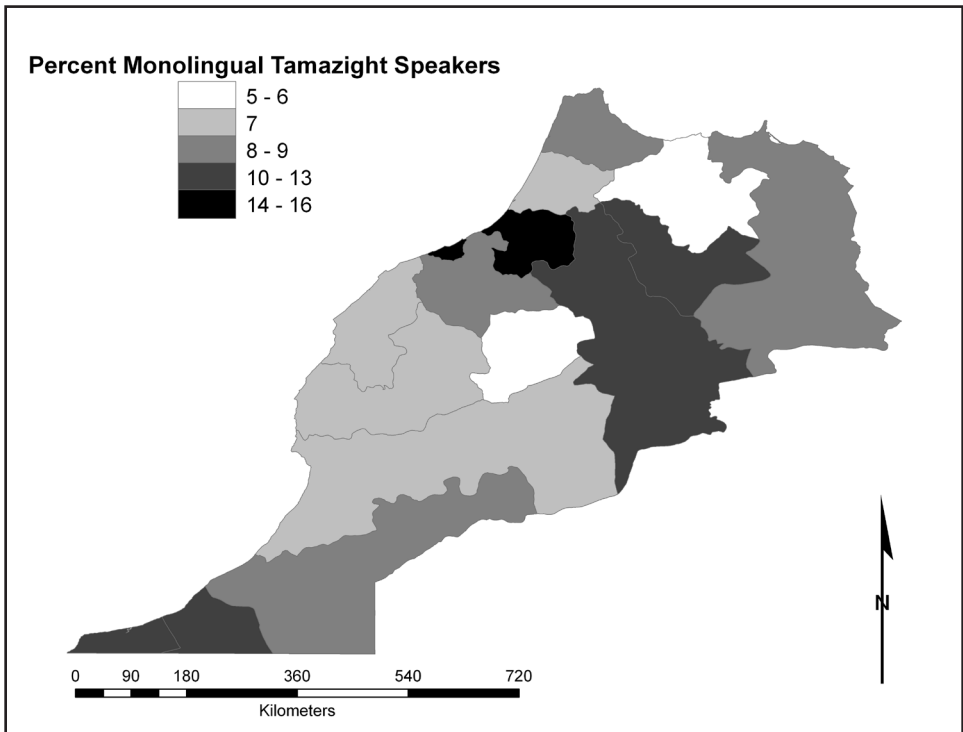 Percent Monolingual Tamazight Speakers
5 - 6
7
8 - 9
10 - 13
14 - 16
N
0 90 180 360 540 720
Kilometers